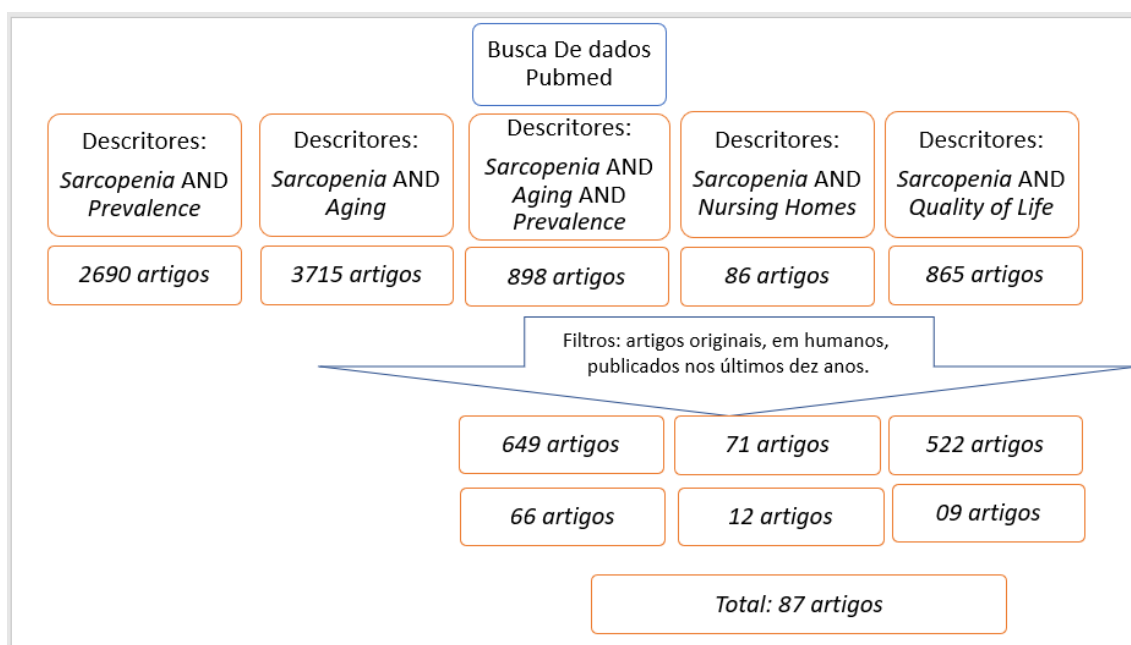 Busca De dados
Pubmed
Descritores:
Sarcopenia AND
Prevalence
Descritores:
Sarcopenia AND
Aging
Descritores:
Sarcopenia AND
Aging AND
Prevalence
Descritores:
Sarcopenia AND
Nursing Homes
Descritores:
Sarcopenia AND
Quality of Life
2690 artigos
3715 artigos
898 artigos
86 artigos
865 artigos
Filtros: artigos originais, em humanos,
publicados nos últimos dez anos.
649 artigos
71 artigos
522 artigos
66 artigos
12 artigos
09 artigos
Total: 87 artigos